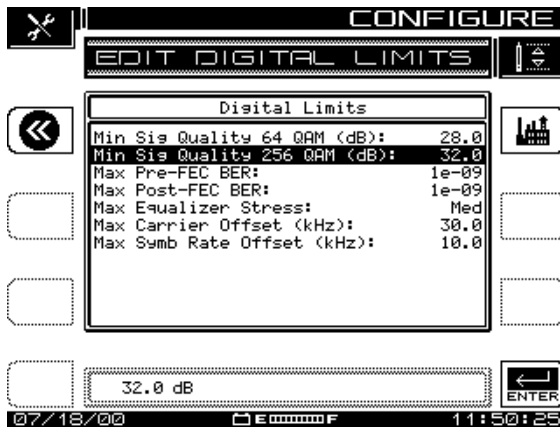 CONFIGURE
EDIT DIGITAL LIMITS
Digital Limits
Min Sig Quality 64 QAM (dB): 28.0
Min Sig Quality 256 QAM (dB): 32.0
Max Pre-FEC BER: 1e-09
Max Post-FEC BER: 1e-09
Max Equalizer Stress: Med
Max Carrier Offset (kHz): 30.0
Max Symb Rate Offset (kHz): 10.0
32.0 dB
ENTER
07/18/00 E F 11:50:25